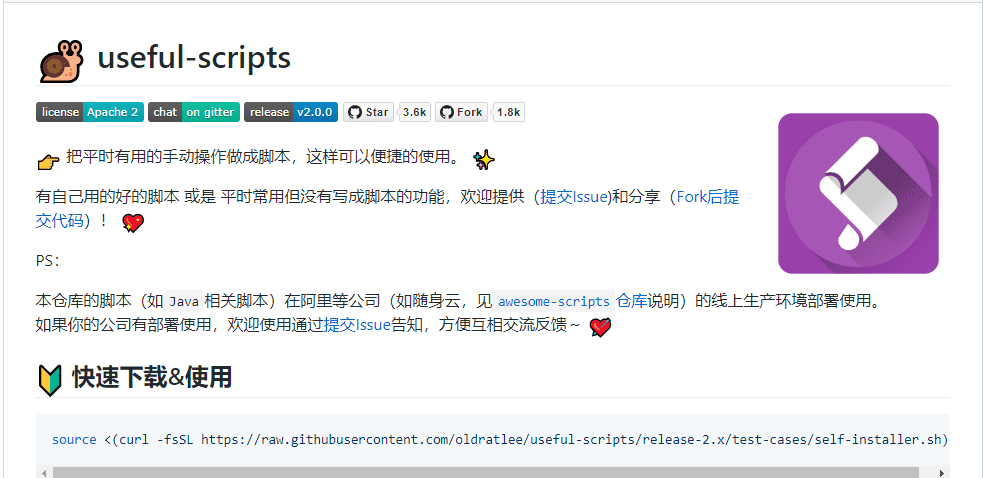 useful-scripts
license Apache 2 chat on gitter release v2.0.0 Star 3.6k Fork 1.8k
把平时有用的手动操作做成脚本，这样可以便捷的使用。
有自己用的好的脚本 或是 平时常用但没有写成脚本的功能，欢迎提供（提交Issue)和分享（Fork后提
交代码）！
PS：
本仓库的脚本（如 Java 相关脚本）在阿里等公司（如随身云，见 awesome-scripts 仓库说明）的线上生产环境部署使用。
如果你的公司有部署使用，欢迎使用通过提交Issue告知，方便互相交流反馈～
快速下载&使用
source <(curl -fsSL https://raw.githubusercontent.com/oldratlee/useful-scripts/release-2.x/test-cases/self-installer.sh)